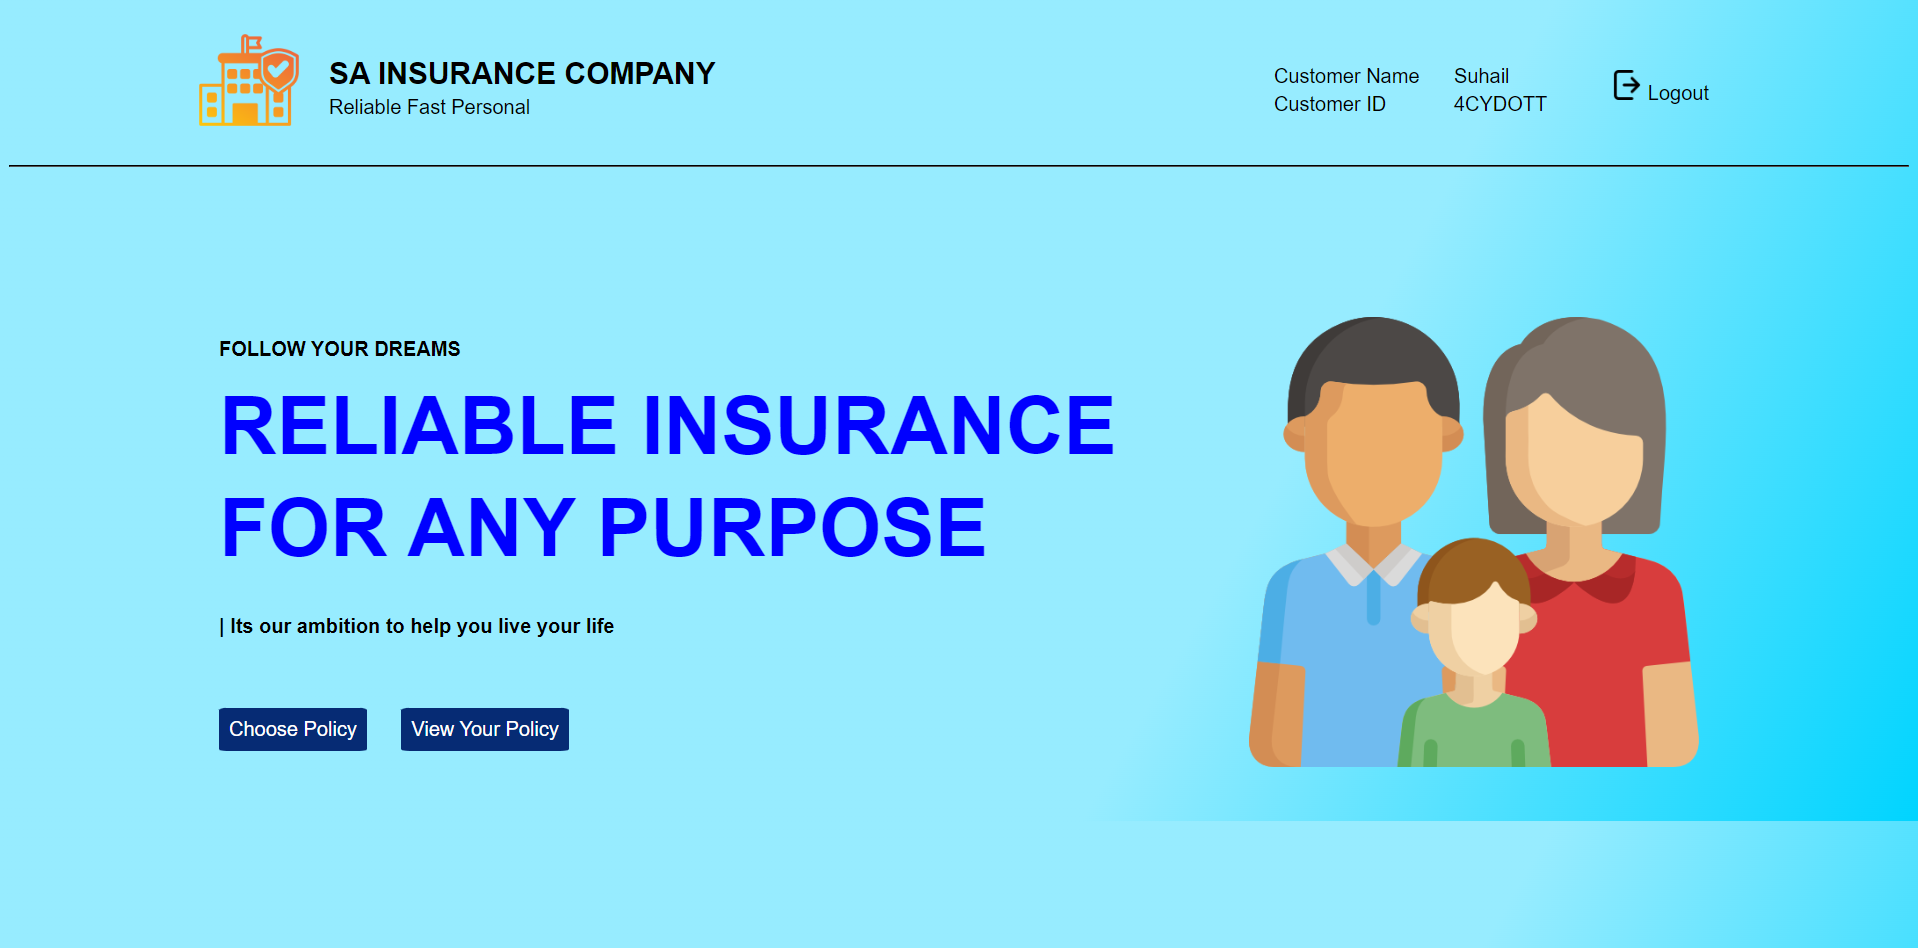 SA INSURANCE COMPANY
Reliable Fast Personal
Customer Name Suhail
Customer ID 4CYDOTT
Logout
FOLLOW YOUR DREAMS
RELIABLE INSURANCE
FOR ANY PURPOSE
| Its our ambition to help you live your life
Choose Policy View Your Policy